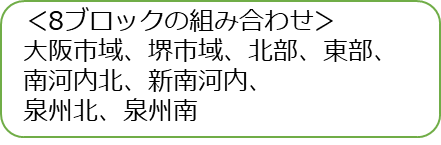 ＜8ブロックの組み合わせ＞
大阪市域、堺市域、北部、東部、
南河内北、新南河内、
泉州北、泉州南